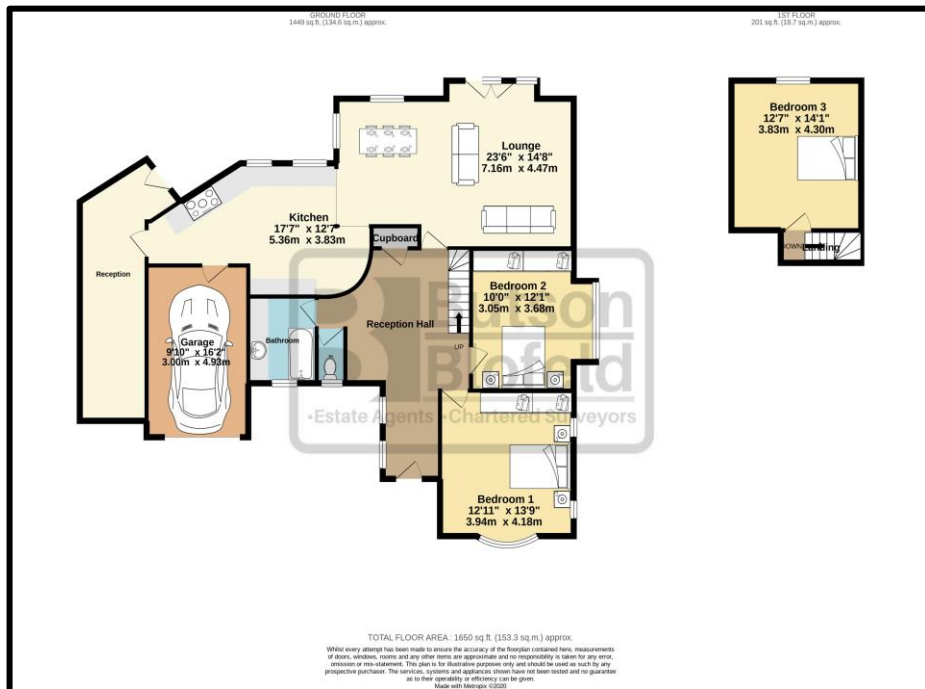 GROUND FLOOR
1449 sq.ft. (134.6 sq.m.) approx.
1ST FLOOR
201 sq.ft. (18.7 sq.m.) approx.
Bedroom 3
12'7" x 14'1"
3.83m x 4.30m
DOWN
Landing
Lounge
23'6" x 14'8"
7.16m x 4.47m
Kitchen
17'7" x 12'7"
5.36m x 3.83m
Cupboard
Reception
Bedroom 2
10'0" x 12'1"
3.05m x 3.68m
Reception Hall
UP
Garage
9'10" x 16'2"
3.00m x 4.93m
Bathroom
Butson
Blofeld
•Estate Agents •Chartered Surveyors
Bedroom 1
12'11" x 13'9"
3.94m x 4.18m
TOTAL FLOOR AREA : 1650 sq.ft. (153.3 sq.m.) approx.
Whilst every attempt has been made to ensure the accuracy of the floorplan contained here, measurements
of doors, windows, rooms and any other items are approximate and no responsibility is taken for any error,
omission or mis-statement. This plan is for illustrative purposes only and should be used as such by any
prospective purchaser. The services, systems and appliances shown have not been tested and no guarantee
as to their operability or efficiency can be given.
Made with Metropix ©2020